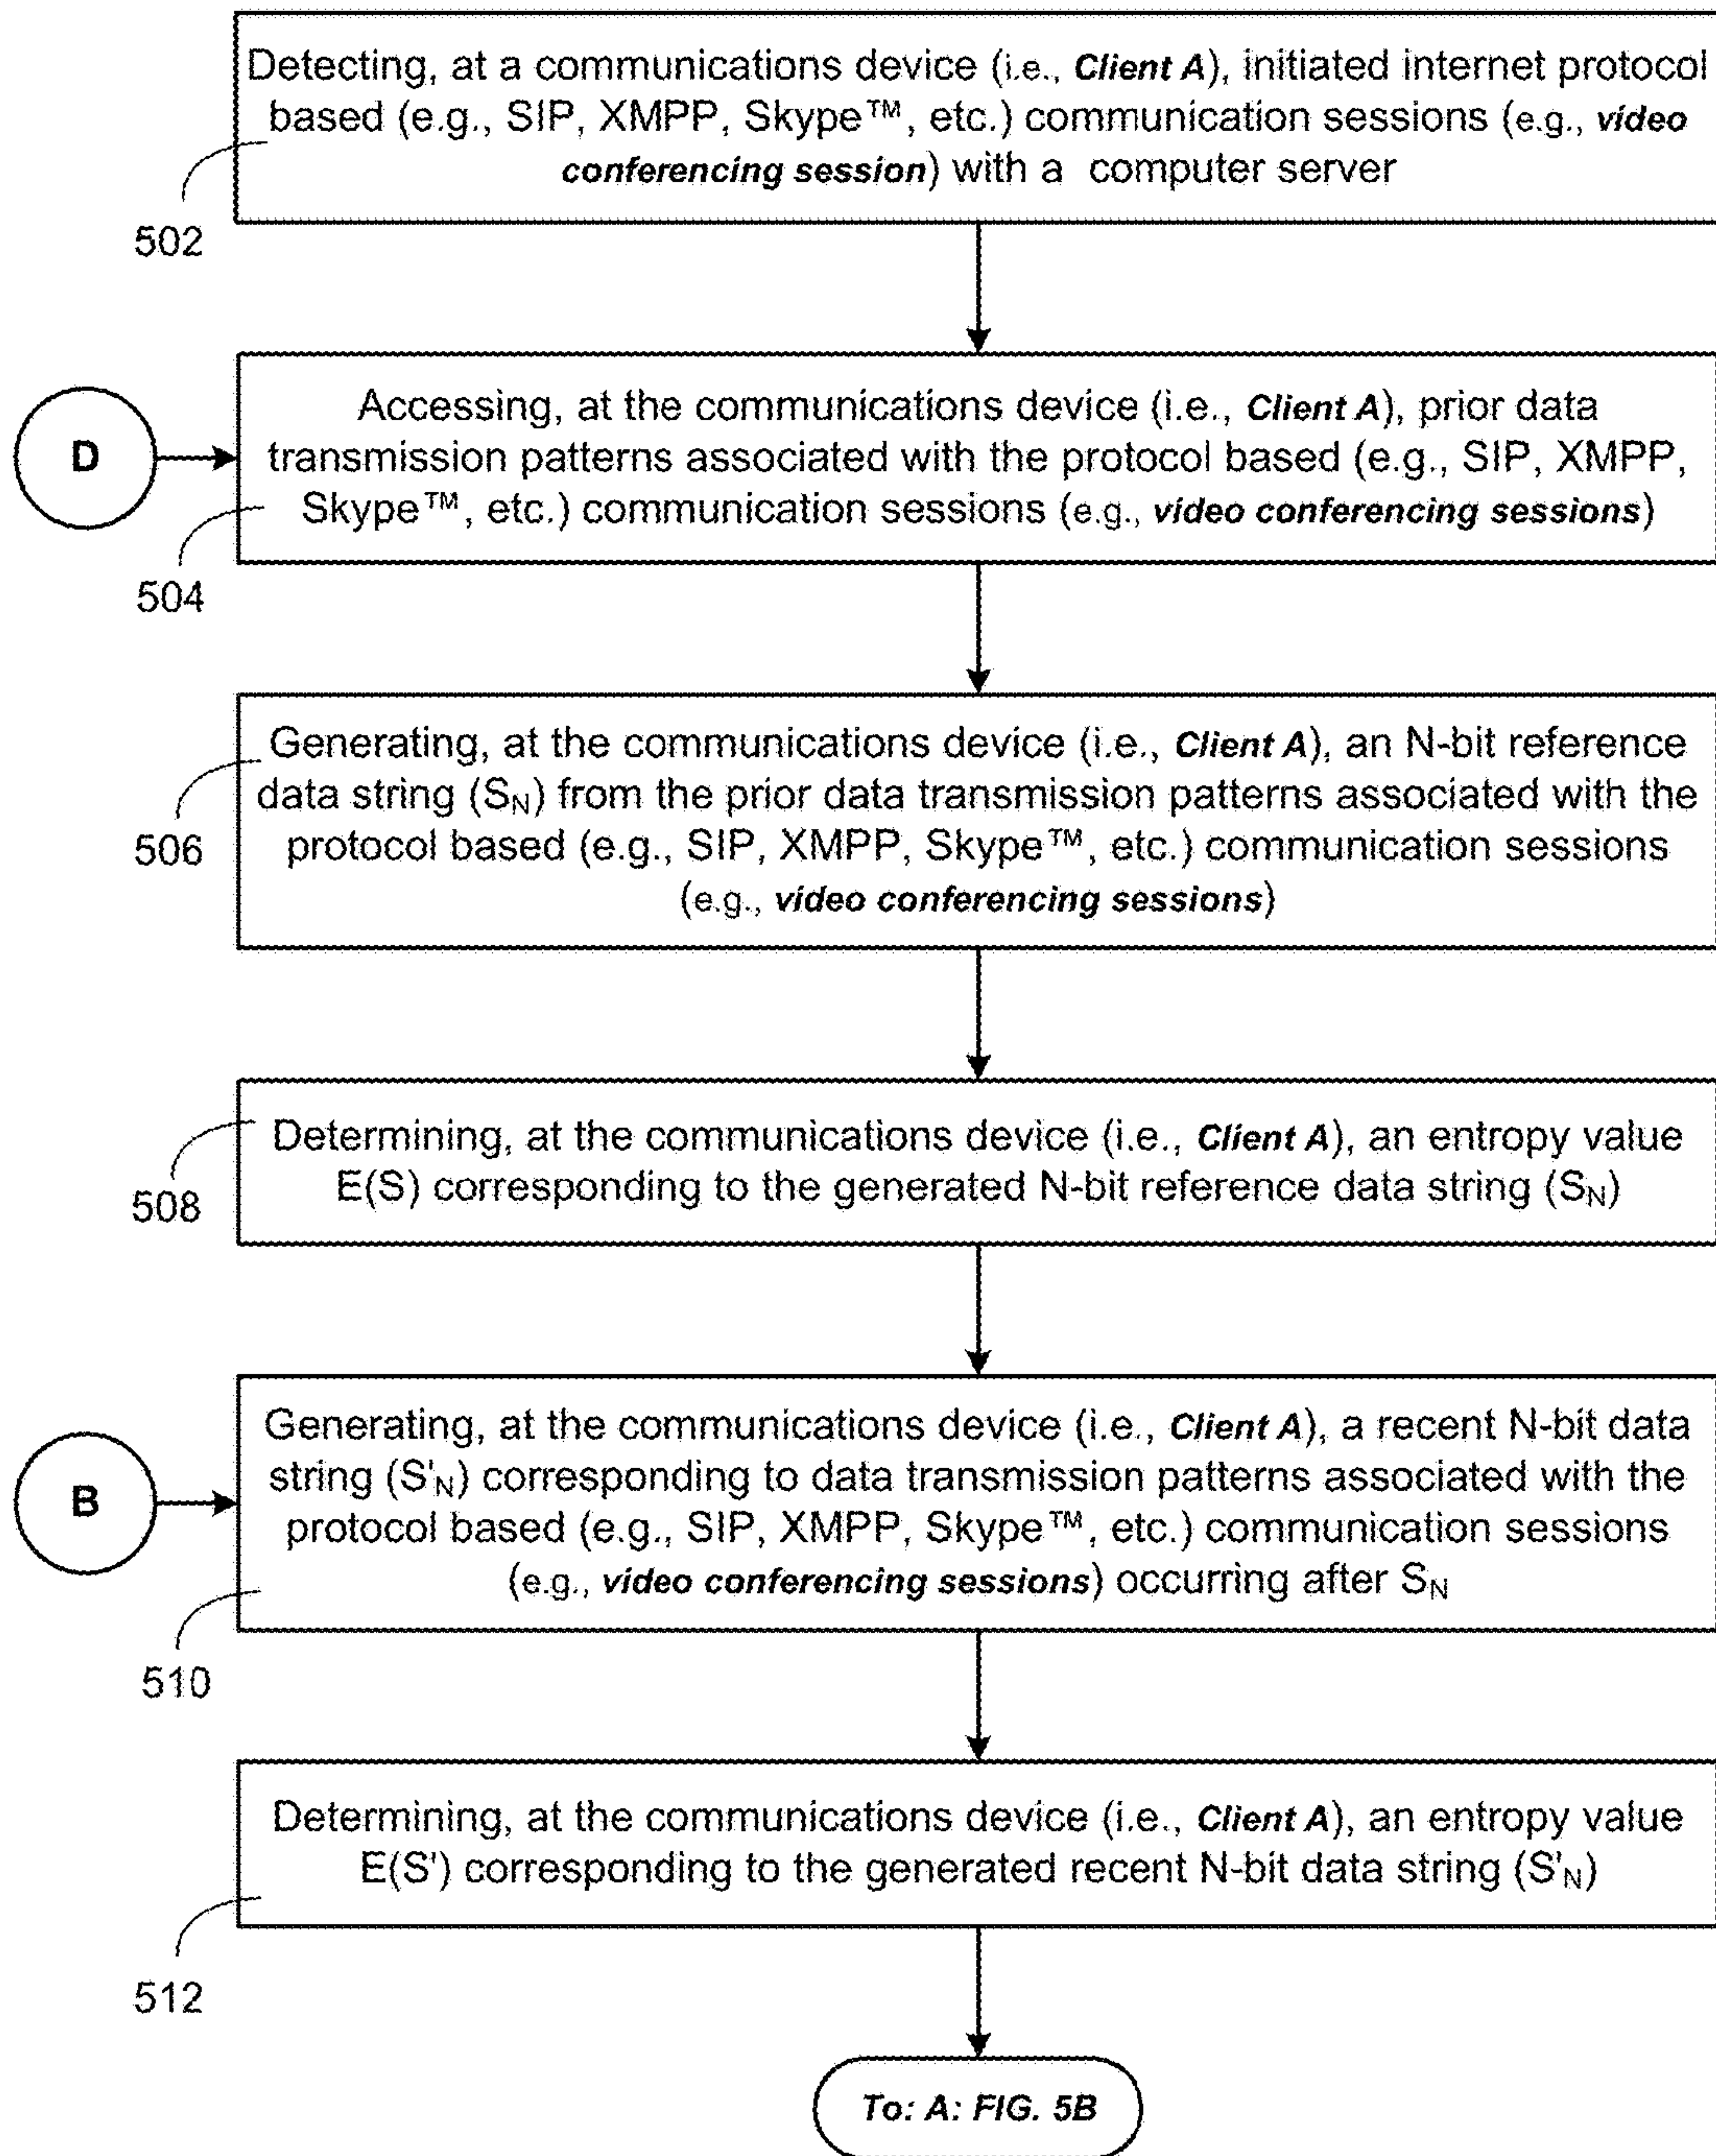 Detecting, at a communications device (i.e., Client A), initiated internet protocol
based (e.g., SIP, XMPP, Skype™, etc.) communication sessions (e.g., video
conferencing session) with a computer server
502
Accessing, at the communications device (i.e., Client A), prior data
transmission patterns associated with the protocol based (e.g., SIP, XMPP,
Skype™, etc.) communication sessions (e.g., video conferencing sessions)
D
504
Generating, at the communications device (i.e., Client A), an N-bit reference
data string (S_N) from the prior data transmission patterns associated with the
protocol based (e.g., SIP, XMPP, Skype™, etc.) communication sessions
(e.g., video conferencing sessions)
506
Determining, at the communications device (i.e., Client A), an entropy value
E(S) corresponding to the generated N-bit reference data string (S_N)
508
Generating, at the communications device (i.e., Client A), a recent N-bit data
string (S'_N) corresponding to data transmission patterns associated with the
protocol based (e.g., SIP, XMPP, Skype™, etc.) communication sessions
(e.g., video conferencing sessions) occurring after S_N
B
510
Determining, at the communications device (i.e., Client A), an entropy value
E(S') corresponding to the generated recent N-bit data string (S'_N)
512
To: A: FIG. 5B